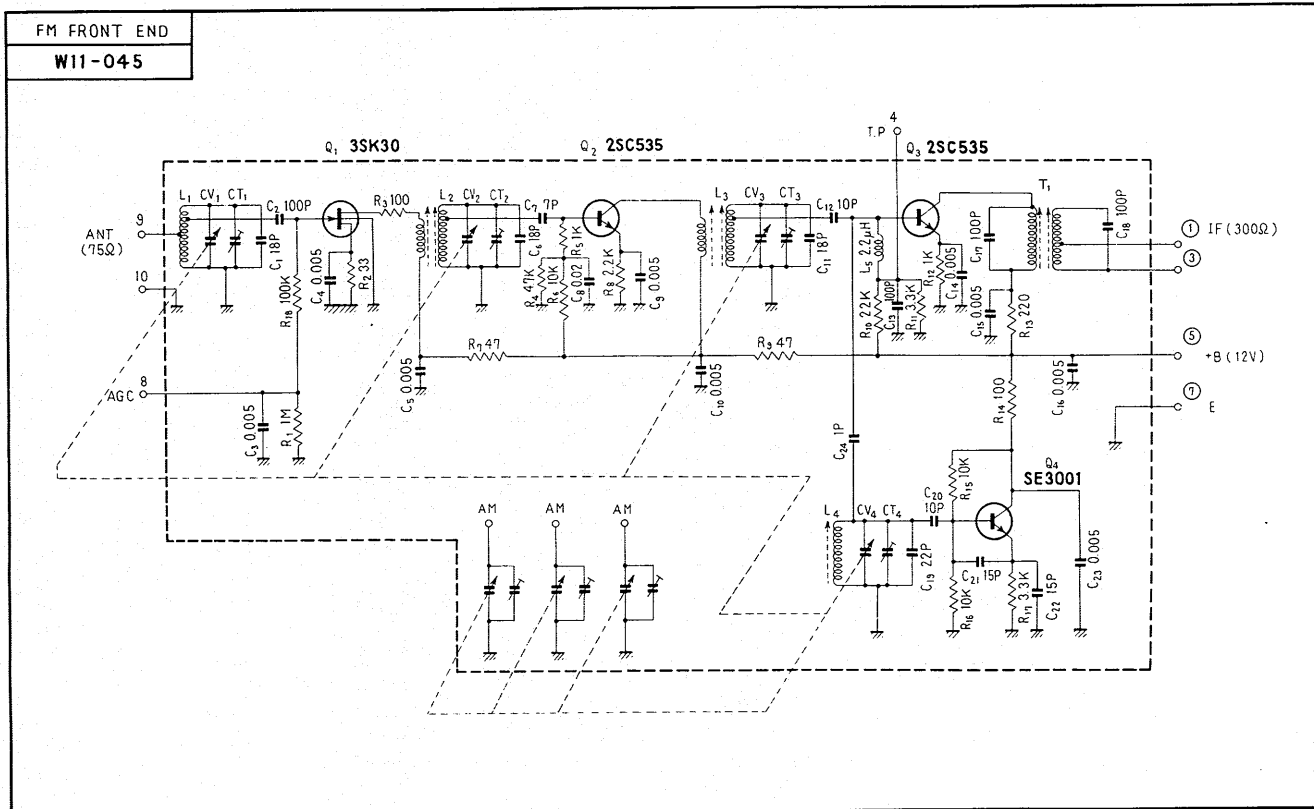 FM FRONT END
W11-045
Q₁ 3SK30
Q₂ 2SC535
4
T.P
Q₃ 2SC535
L₁ CV₁ CT₁
C₂ 100P
R₃ 100
L₂ CV₂ CT₂
C₇ 7P
L₃ CV₃ CT₃
C₁₂ 10P
T₁
9
ANT
(75Ω)
10
C₁ 18P
R₁₈ 100K
C₄ 0.005
R₂ 33
C₆ 18P
R₅ 1K
R₄ 47K
R₆ 10K
C₈ 0.02
R₈ 2.2K
C₉ 0.005
C₁₁ 18P
L₅ 2.2μH
R₁₀ 22K
C₁₃ 100P
R₁₁ 3.3K
R₁₂ 1K
C₁₄ 0.005
C₁₇ 100P
C₁₈ 100P
C₁₅ 0.005
R₁₃ 220
① IF (300Ω)
③
R₇ 47
R₉ 47
⑤
+B (12V)
8
AGC
C₃ 0.005
R₁ 1M
C₅ 0.005
C₁₀ 0.005
C₁₆ 0.005
R₁₄ 100
⑦
E
C₂₄ 1P
Q₄
SE3001
AM
AM
AM
L₄ CV₄ CT₄
C₂₀
10P
R₁₅ 10K
C₁₉ 22P
C₂₁ 15P
R₁₆ 10K
R₁₇ 3.3K
C₂₂ 15P
C₂₃ 0.005